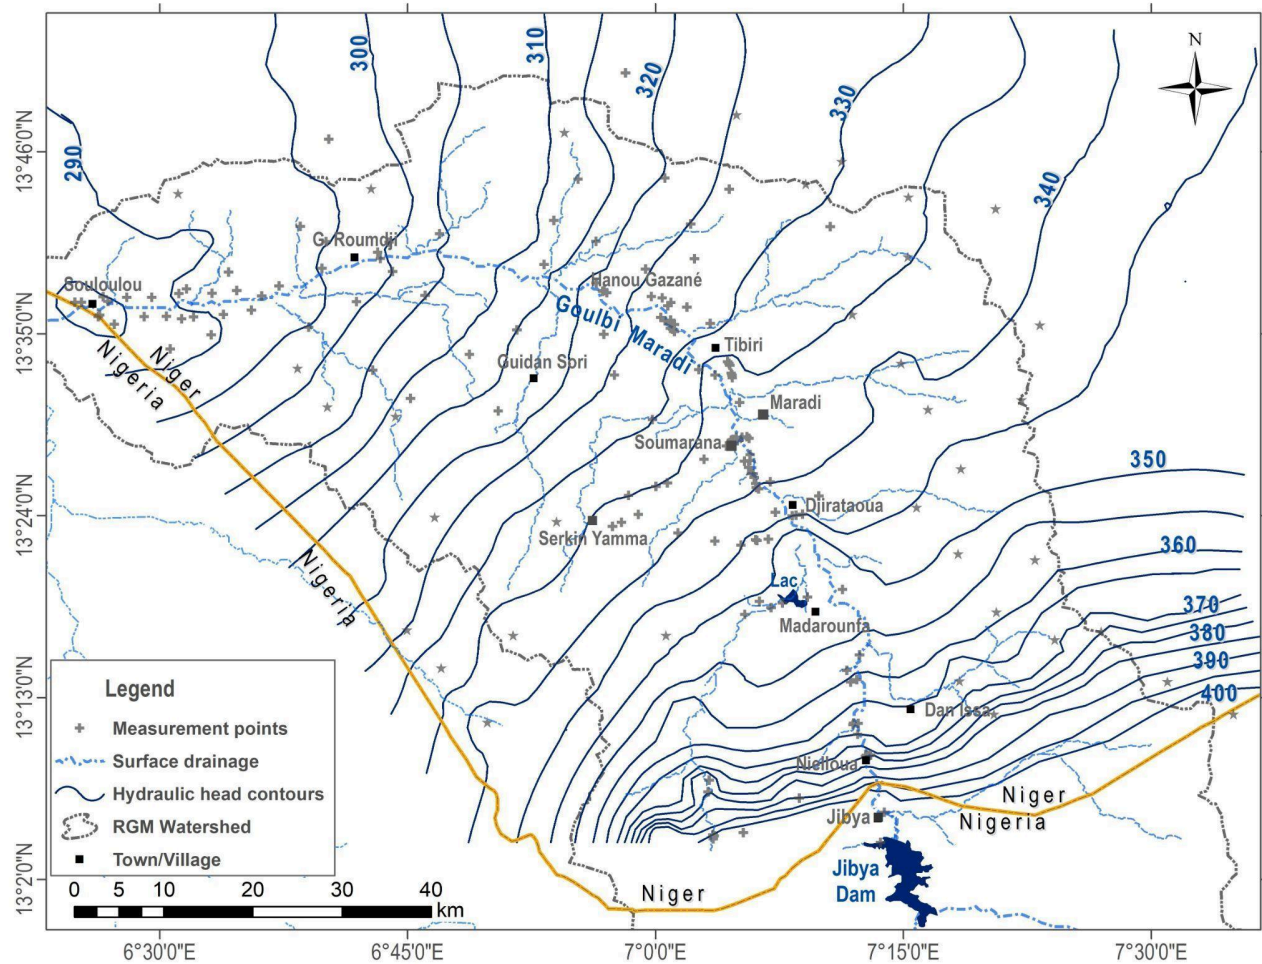 N
300
310
320
330
340
290
13°46'0"N
G. Roumdji
Souloulou
Hanou Gazané
Goulbi Maradi
13°35'0"N
Tibiri
Niger
Nigeria
Guidan Sori
Maradi
Soumarana
350
13°24'0"N
Djirataoua
Serkin Yamma
360
Nigeria
Lac
Madarounta
370
380
390
400
13°13'0"N
Dan Issa
Nielloua
Niger
Nigeria
Jibya
Jibya
Dam
Niger
13°2'0"N
Legend
Measurement points
Surface drainage
Hydraulic head contours
RGM Watershed
Town/Village
0 5 10 20 30 40
km
6°30'0"E
6°45'0"E
7°0'0"E
7°15'0"E
7°30'0"E